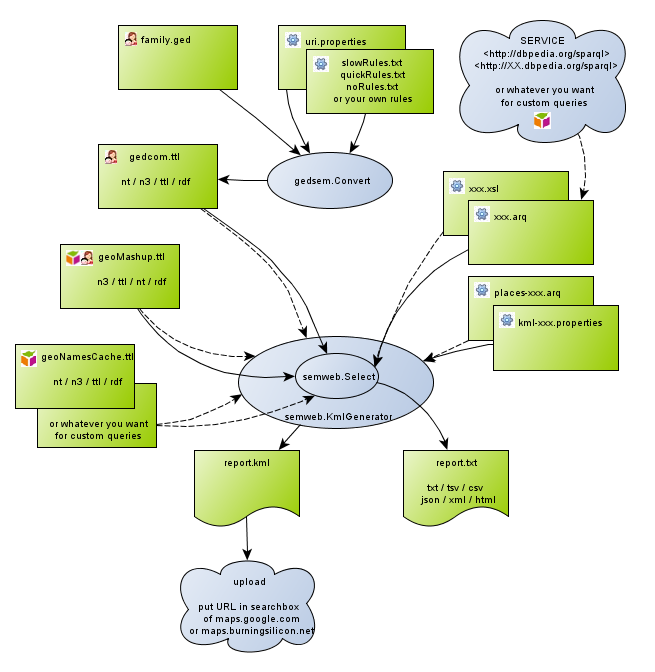 family.ged
uri.properties
slowRules.txt
quickRules.txt
noRules.txt
or your own rules
SERVICE
<http://dbpedia.org/sparql>
<http://XX.dbpedia.org/sparql>
or whatever you want
for custom queries
gedcom.ttl
nt / n3 / ttl / rdf
gedsem.Convert
xxx.xsl
xxx.arq
geoMashup.ttl
n3 / ttl / nt / rdf
places-xxx.arq
kml-xxx.properties
geoNamesCache.ttl
nt / n3 / ttl / rdf
or whatever you want
for custom queries
semweb.Select
semweb.KmlGenerator
report.kml
report.txt
txt / tsv / csv
json / xml / html
upload
put URL in searchbox
of maps.google.com
or maps.burningsilicon.net